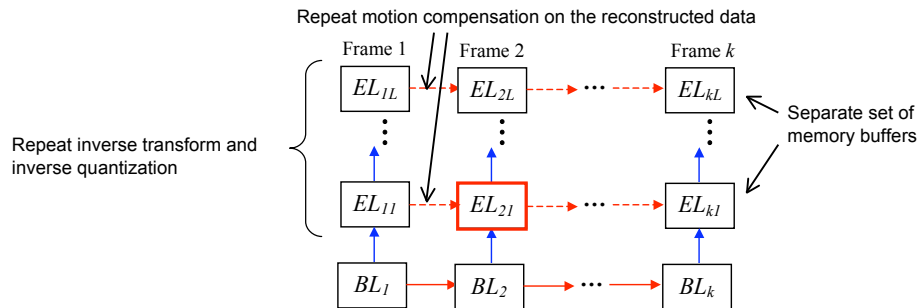 Repeat motion compensation on the reconstructed data
Frame 1 Frame 2 Frame k
EL1L EL2L ... ELkL
Separate set of
memory buffers
Repeat inverse transform and
inverse quantization
EL11 EL21 ... ELk1
BL1 BL2 ... BLk